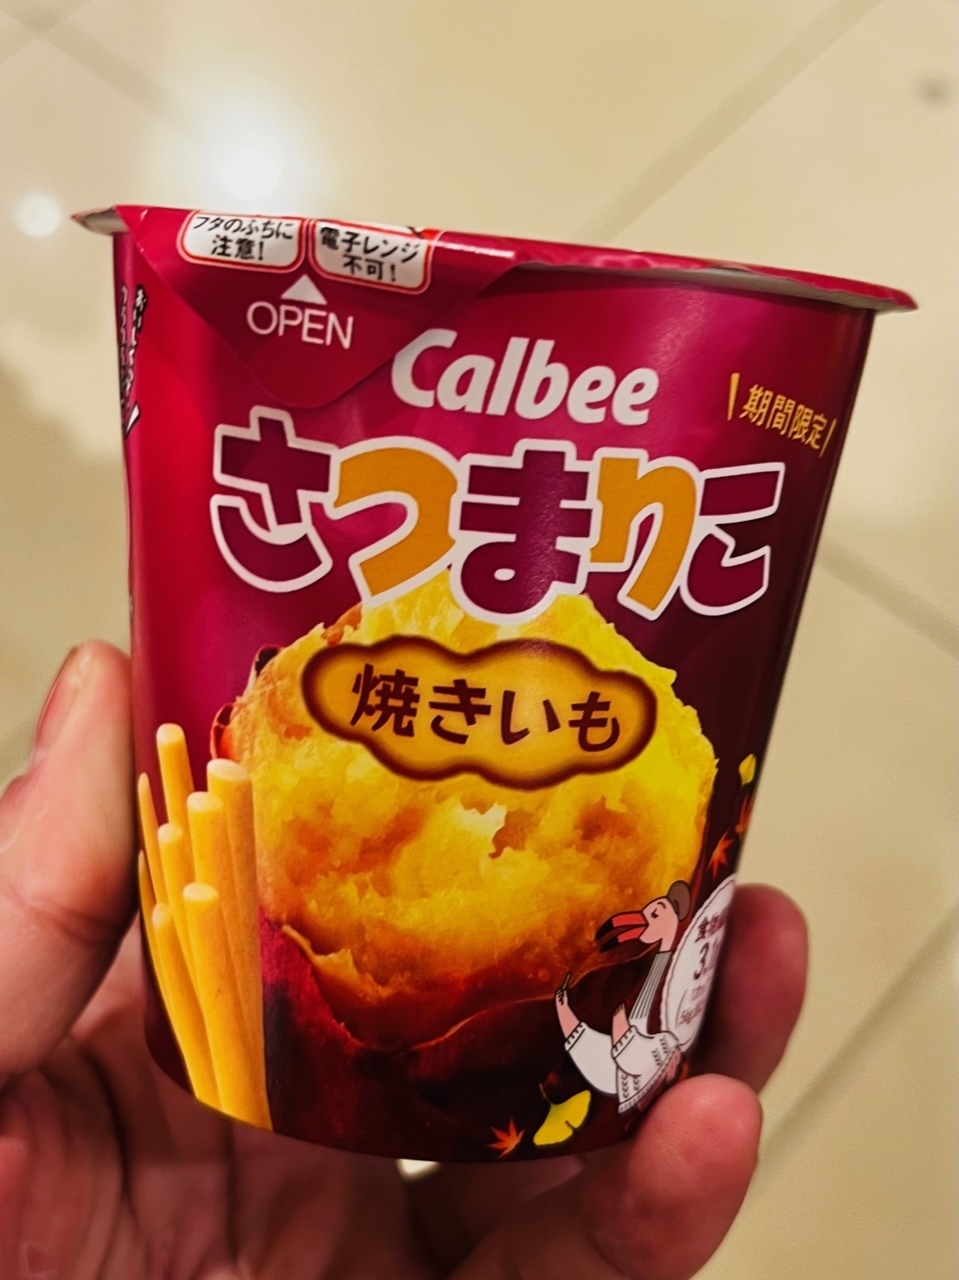 フタのふちに
注意!
電子レンジ
不可!
OPEN
Calbee
期間限定
さつまりこ
焼きいも